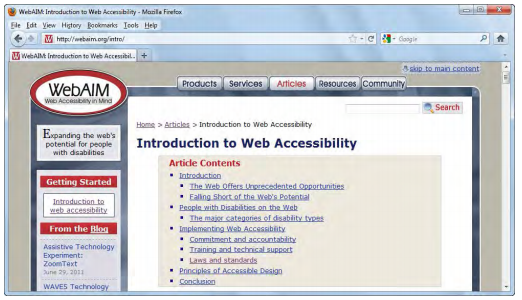 WebAIM: Introduction to Web Accessibility - Mozilla Firefox
File Edit View History Bookmarks Tools Help
http://webaim.org/intro/
Google
WebAIM: Introduction to Web Accessibil...
skip to main content
WebAIM
Web Accessibility in Mind
Products Services Articles Resources Community
Search
Expanding the web's
potential for people
with disabilities
Home > Articles > Introduction to Web Accessibility
Introduction to Web Accessibility
Getting Started
Introduction to
web accessibility
From the Blog
Assistive Technology
Experiment:
ZoomText
June 29, 2011
WAVE5 Technology
Article Contents
Introduction
The Web Offers Unprecedented Opportunities
Falling Short of the Web's Potential
People with Disabilities on the Web
The major categories of disability types
Implementing Web Accessibility
Commitment and accountability
Training and technical support
Laws and standards
Principles of Accessible Design
Conclusion